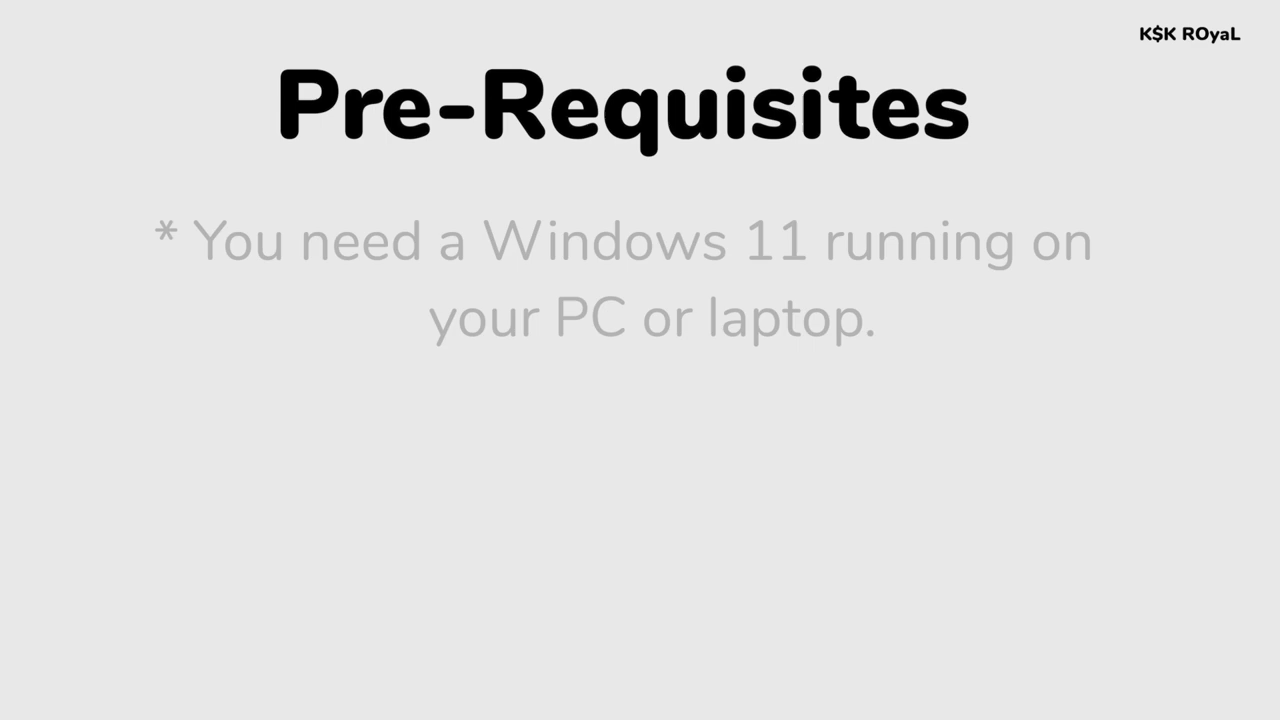 K$K ROyaL
Pre-Requisites
* You need a Windows 11 running on
your PC or laptop.